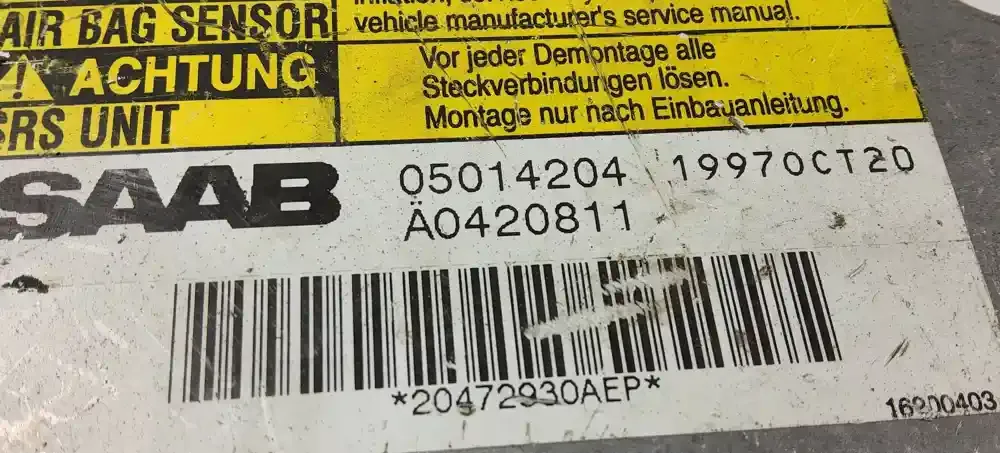 AIR BAG SENSOR
vehicle manufacturer's service manual.
ACHTUNG
SRS UNIT
Vor jeder Demontage alle
Steckverbindungen lösen.
Montage nur nach Einbauanleitung.
SAAB
05014204 19970CT20
Ä0420811
*20472930AEP*
16200403